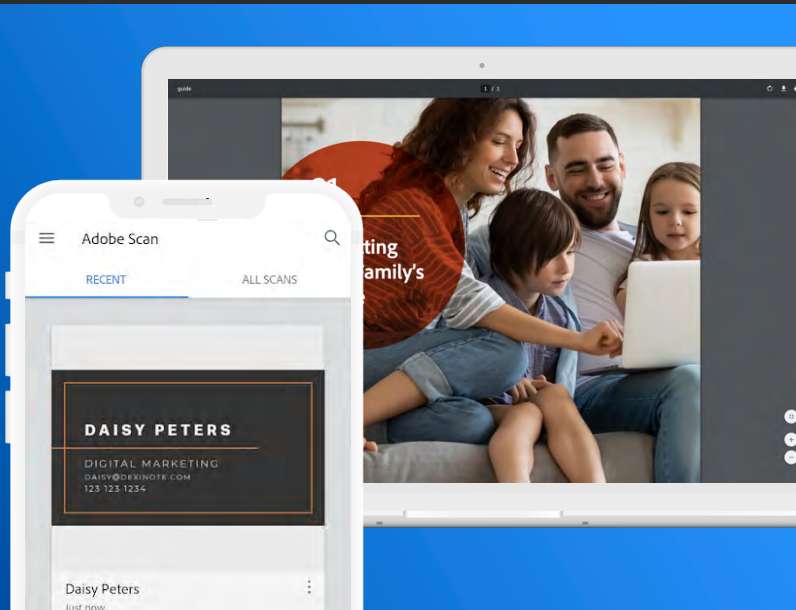 guide
1 / 1
Adobe Scan
RECENT
ALL SCANS
DAISY PETERS
DIGITAL MARKETING
DAISY@DEXINOTE.COM
123 123 1234
Daisy Peters
Just now
amily's